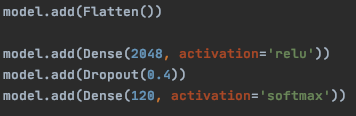 model.add(Flatten())
model.add(Dense(2048, activation='relu'))
model.add(Dropout(0.4))
model.add(Dense(120, activation='softmax'))